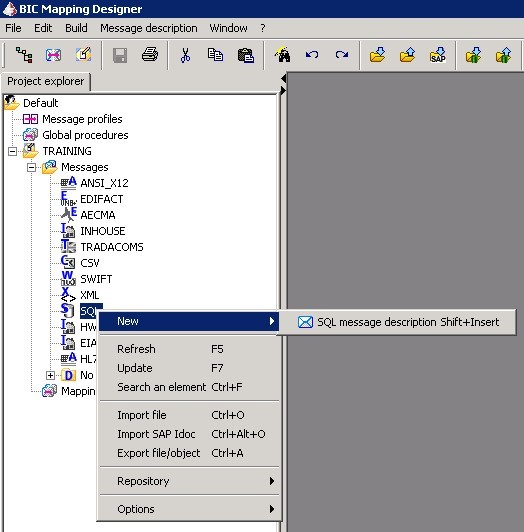 BIC Mapping Designer
File Edit Build Message description Window ?
SAP
Project explorer
Default
Message profiles
Global procedures
TRAINING
Messages
ANSI_X12
EDIFACT
AECMA
INHOUSE
TRADACOMS
CSV
SWIFT
XML
SQL
HW
EIA
HL7
No
Mappin
New
SQL message description Shift+Insert
Refresh F5
Update F7
Search an element Ctrl+F
Import file Ctrl+O
Import SAP Idoc Ctrl+Alt+O
Export file/object Ctrl+A
Repository
Options